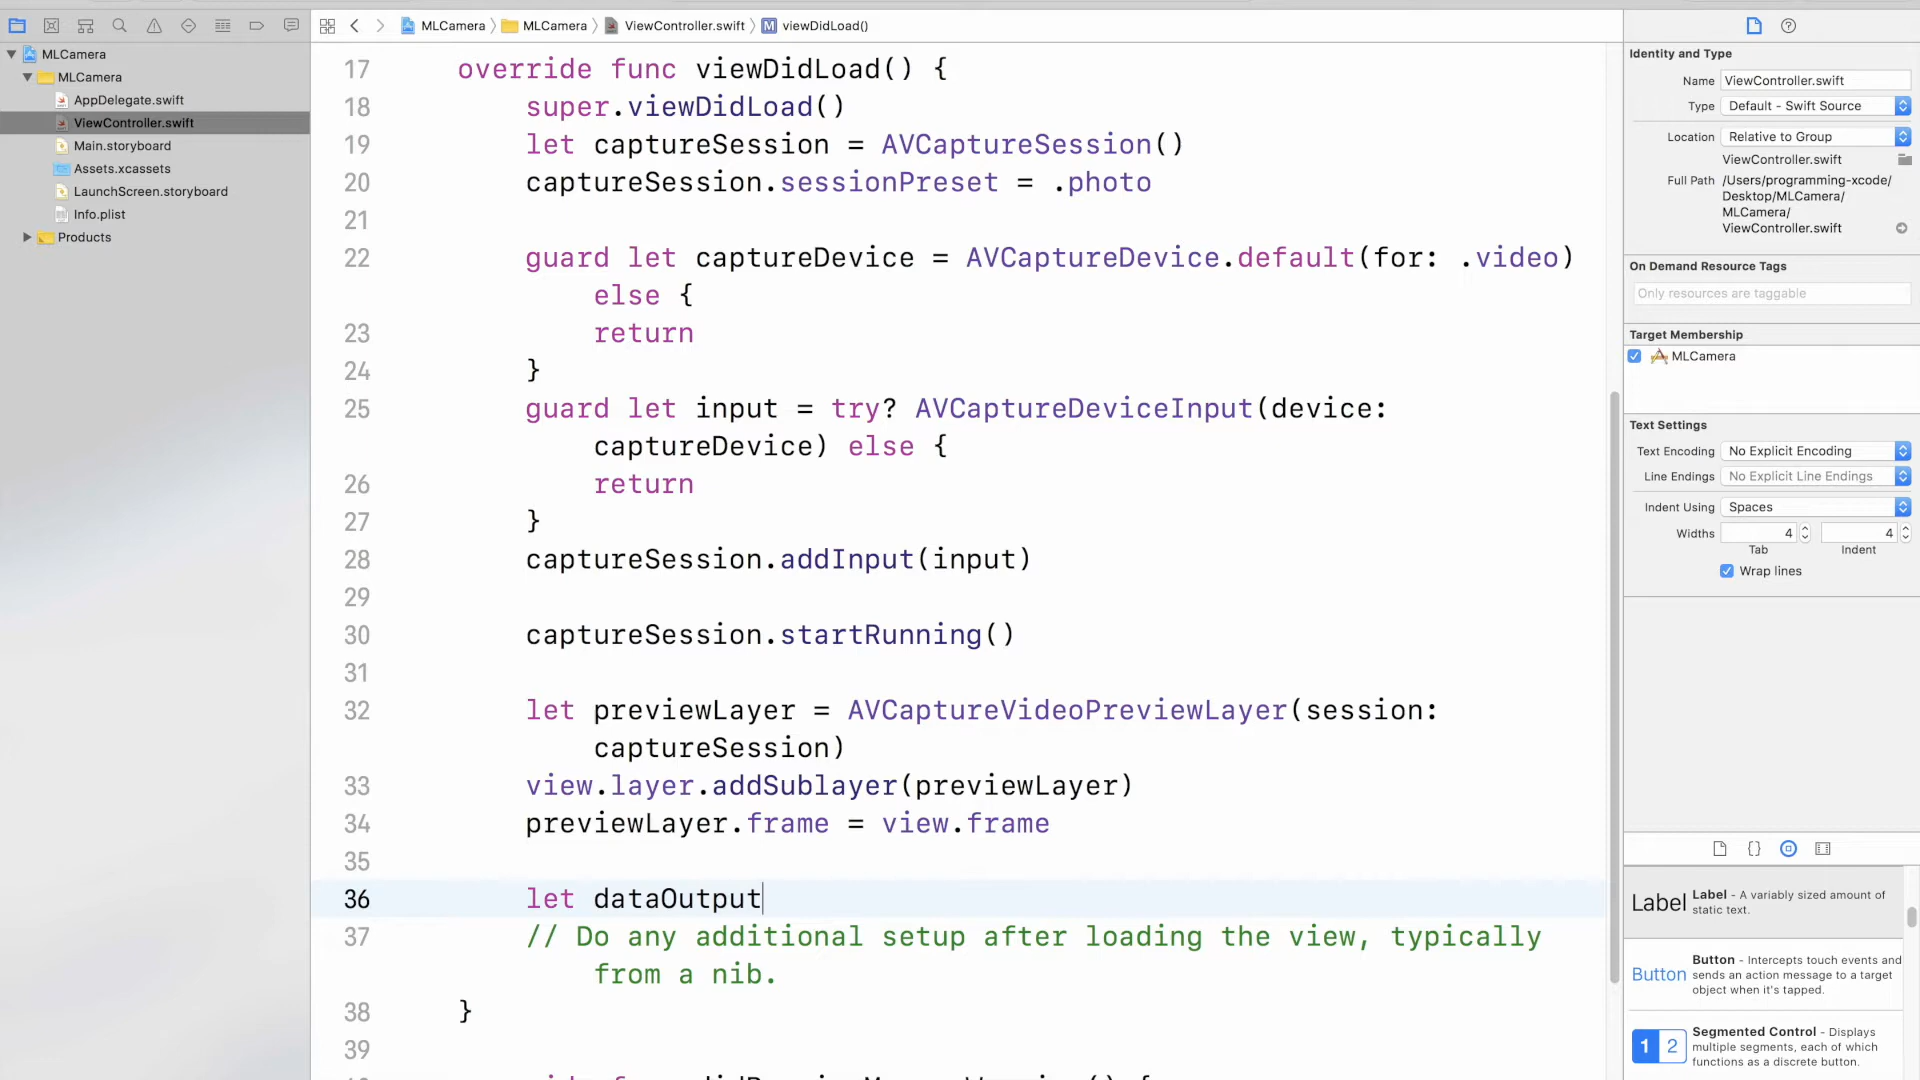 MLCamera
MLCamera
ViewController.swift
M viewDidLoad()
MLCamera
MLCamera
AppDelegate.swift
ViewController.swift
Main.storyboard
Assets.xcassets
LaunchScreen.storyboard
Info.plist
Products
17 override func viewDidLoad() {
18 super.viewDidLoad()
19 let captureSession = AVCaptureSession()
20 captureSession.sessionPreset = .photo
21
22 guard let captureDevice = AVCaptureDevice.default(for: .video)
else {
23 return
24 }
25 guard let input = try? AVCaptureDeviceInput(device:
captureDevice) else {
26 return
27 }
28 captureSession.addInput(input)
29
30 captureSession.startRunning()
31
32 let previewLayer = AVCaptureVideoPreviewLayer(session:
captureSession)
33 view.layer.addSublayer(previewLayer)
34 previewLayer.frame = view.frame
35
36 let dataOutput
37 // Do any additional setup after loading the view, typically
from a nib.
38 }
39
Identity and Type
Name ViewController.swift
Type Default - Swift Source
Location Relative to Group
ViewController.swift
Full Path /Users/programming-xcode/
Desktop/MLCamera/
MLCamera/
ViewController.swift
On Demand Resource Tags
Only resources are taggable
Target Membership
MLCamera
Text Settings
Text Encoding No Explicit Encoding
Line Endings No Explicit Line Endings
Indent Using Spaces
Widths 4 4
Tab Indent
Wrap lines
{}
Label Label - A variably sized amount of
static text.
Button Button - Intercepts touch events and
sends an action message to a target
object when it's tapped.
1 2 Segmented Control - Displays
multiple segments, each of which
functions as a discrete button.